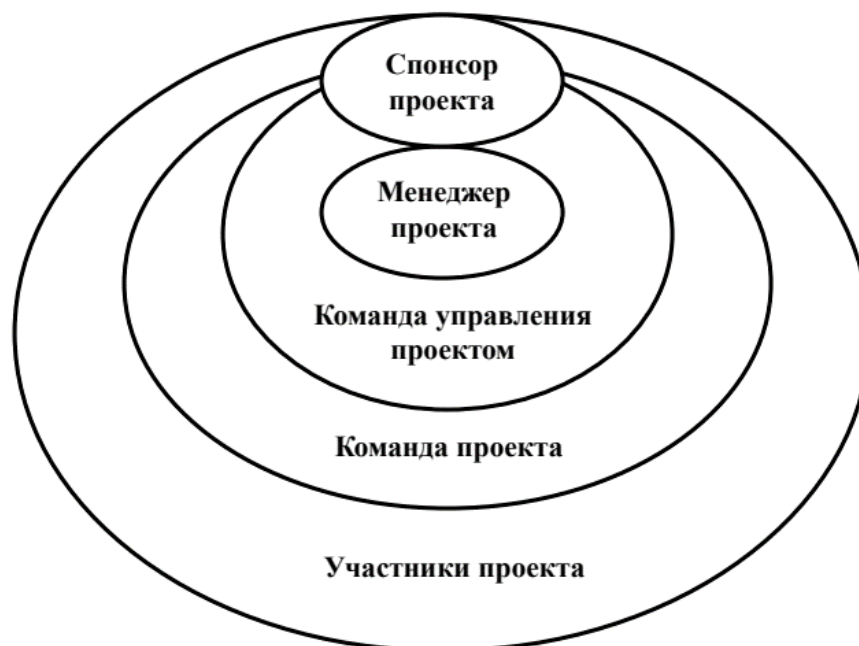 Спонсор
проекта
Менеджер
проекта
Команда управления
проектом
Команда проекта
Участники проекта